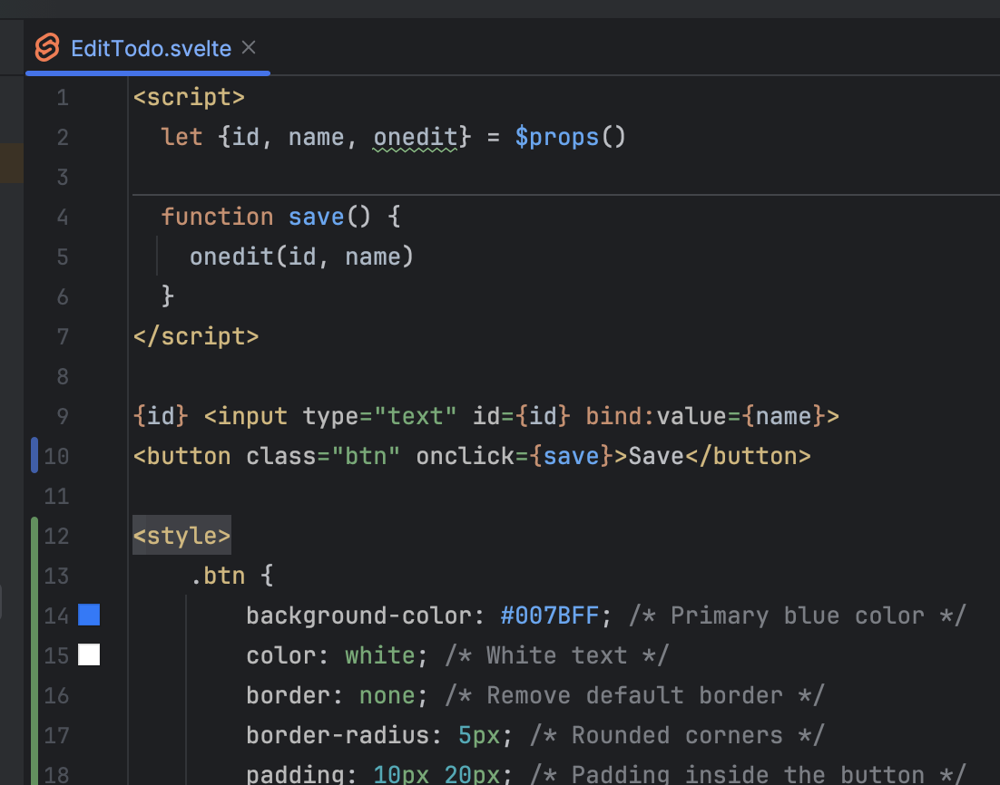 EditTodo.svelte
1 <script>
2 let {id, name, onedit} = $props()
3
4 function save() {
5 onedit(id, name)
6 }
7 </script>
8
9 {id} <input type="text" id={id} bind:value={name}>
10 <button class="btn" onclick={save}>Save</button>
11
12 <style>
13 .btn {
14 background-color: #007BFF; /* Primary blue color */
15 color: white; /* White text */
16 border: none; /* Remove default border */
17 border-radius: 5px; /* Rounded corners */
18 padding: 10px 20px; /* Padding inside the button */